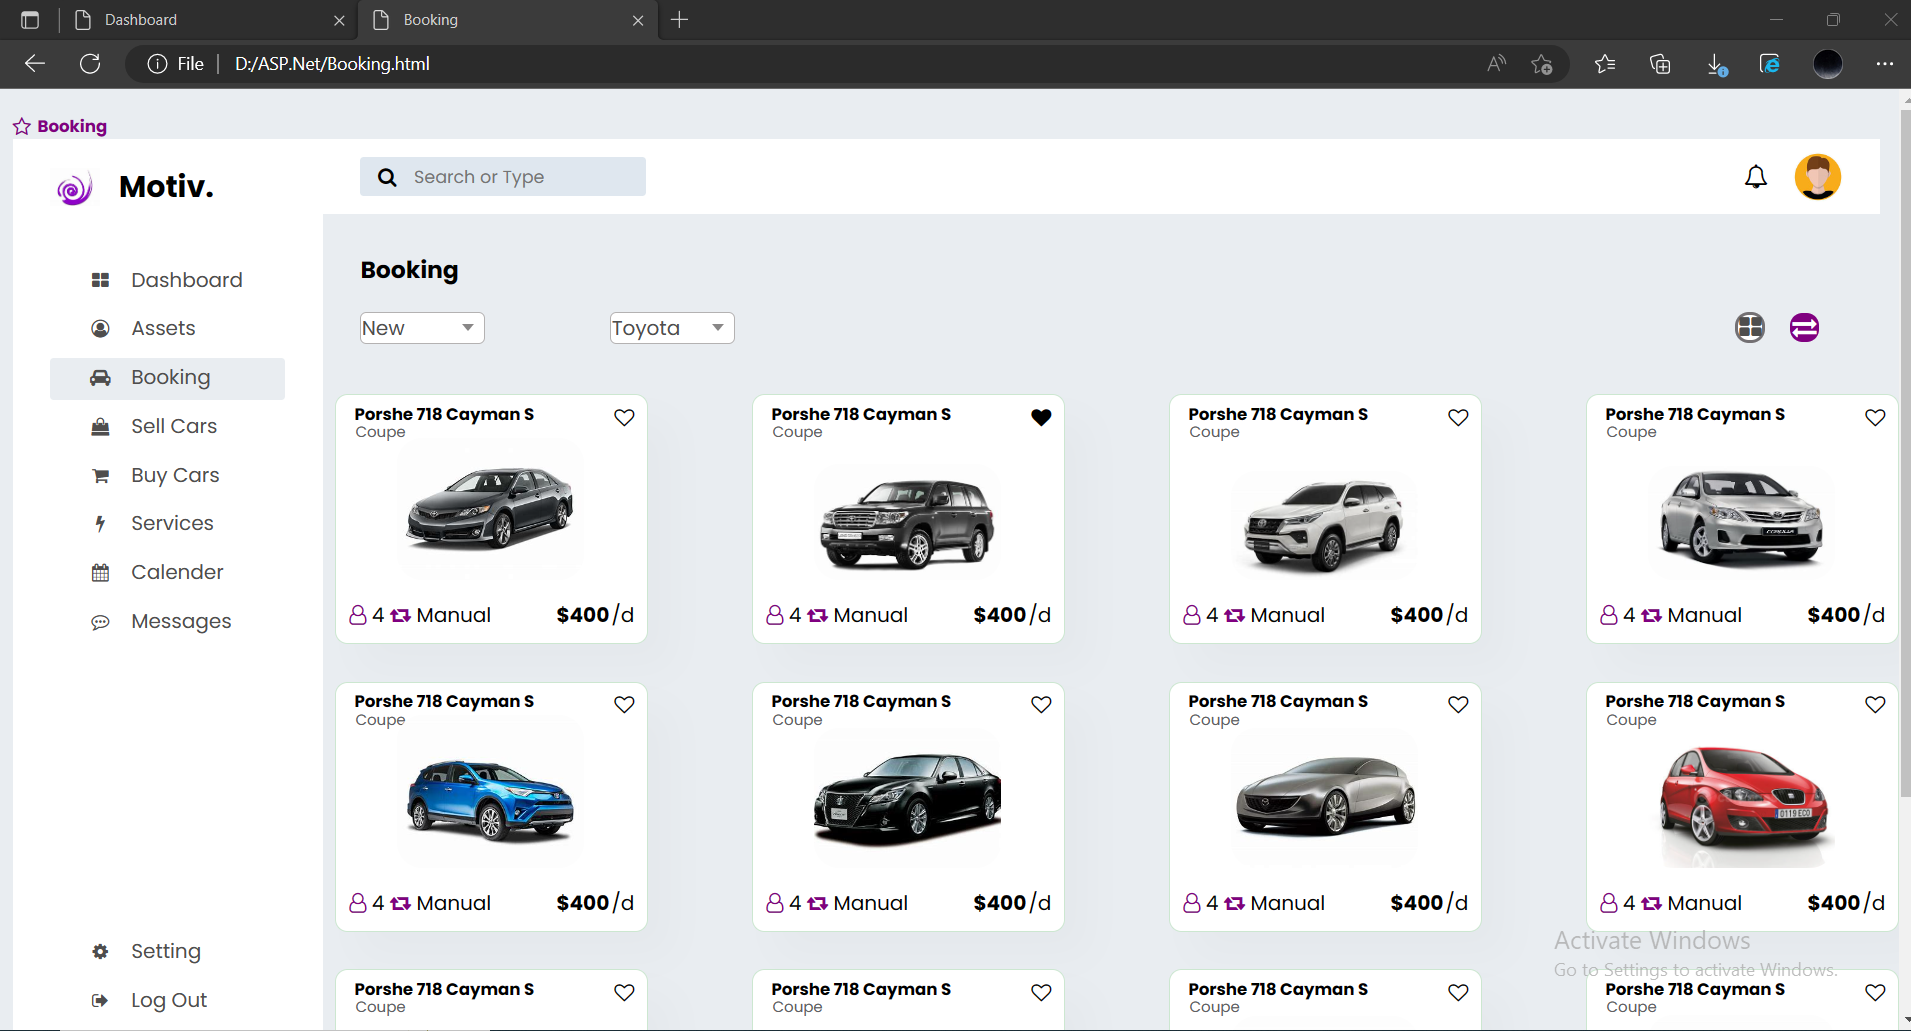 Dashboard
Booking
File
D:/ASP.Net/Booking.html
Booking
Motiv.
Search or Type
Dashboard
Assets
Booking
Sell Cars
Buy Cars
Services
Calender
Messages
Setting
Log Out
Booking
New
Toyota
Porshe 718 Cayman S
Coupe
4 Manual $400/d
Porshe 718 Cayman S
Coupe
4 Manual $400/d
Porshe 718 Cayman S
Coupe
4 Manual $400/d
Porshe 718 Cayman S
Coupe
COROLLA
4 Manual $400/d
Porshe 718 Cayman S
Coupe
4 Manual $400/d
Porshe 718 Cayman S
Coupe
4 Manual $400/d
Porshe 718 Cayman S
Coupe
4 Manual $400/d
Porshe 718 Cayman S
Coupe
0119 ECO
4 Manual $400/d
Porshe 718 Cayman S
Coupe
Porshe 718 Cayman S
Coupe
Porshe 718 Cayman S
Coupe
Porshe 718 Cayman S
Coupe
Activate Windows
Go to Settings to activate Windows.